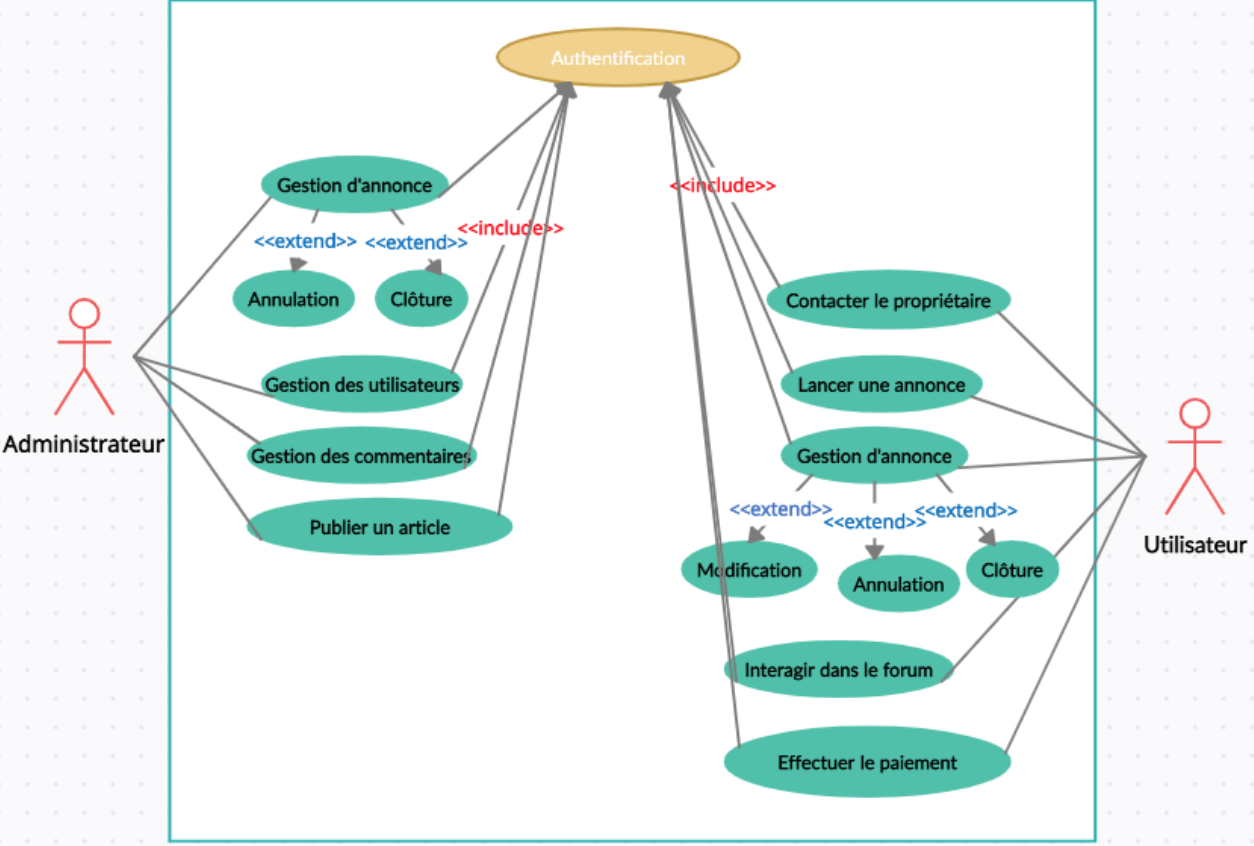 Authentification
Gestion d'annonce
<<include>>
<<include>>
<<extend>>
<<extend>>
Annulation
Clôture
Contacter le propriétaire
Gestion des utilisateurs
Lancer une annonce
Administrateur
Gestion des commentaires
Gestion d'annonce
Publier un article
<<extend>>
<<extend>>
<<extend>>
Utilisateur
Modification
Annulation
Clôture
Interagir dans le forum
Effectuer le paiement